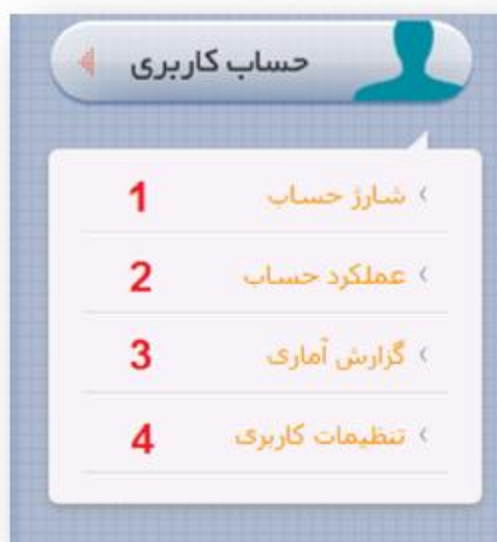 حساب کاربری
شارژ حساب 1
عملکرد حساب 2
گزارش آماری 3
تنظیمات کاربری 4